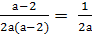 a−2 / 2a(a−2) = 1 / 2a